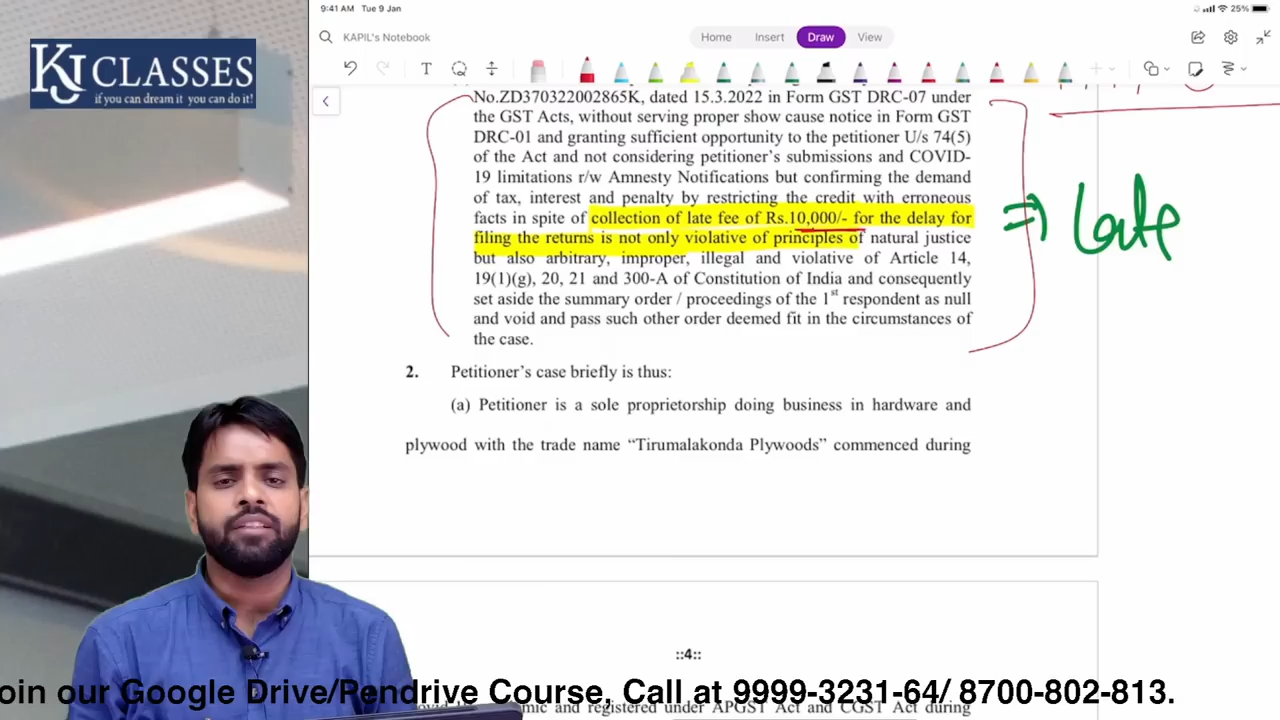 9:41 AM Tue 9 Jan
25%
KAPIL's Notebook
Home Insert Draw View
KJ CLASSES
if you can dream it you can do it!
No.ZD370322002865K, dated 15.3.2022 in Form GST DRC-07 under
the GST Acts, without serving proper show cause notice in Form GST
DRC-01 and granting sufficient opportunity to the petitioner U/s 74(5)
of the Act and not considering petitioner's submissions and COVID-
19 limitations r/w Amnesty Notifications but confirming the demand
of tax, interest and penalty by restricting the credit with erroneous
facts in spite of collection of late fee of Rs.10,000/- for the delay for
filing the returns is not only violative of principles of natural justice
but also arbitrary, improper, illegal and violative of Article 14,
19(1)(g), 20, 21 and 300-A of Constitution of India and consequently
set aside the summary order / proceedings of the 1st respondent as null
and void and pass such other order deemed fit in the circumstances of
the case.
⇒ Late
2. Petitioner's case briefly is thus:
(a) Petitioner is a sole proprietorship doing business in hardware and
plywood with the trade name "Tirumalakonda Plywoods" commenced during
::4::
oin our Google Drive/Pendrive Course, Call at 9999-3231-64/ 8700-802-813.
and registered under APGST Act and CGST Act during